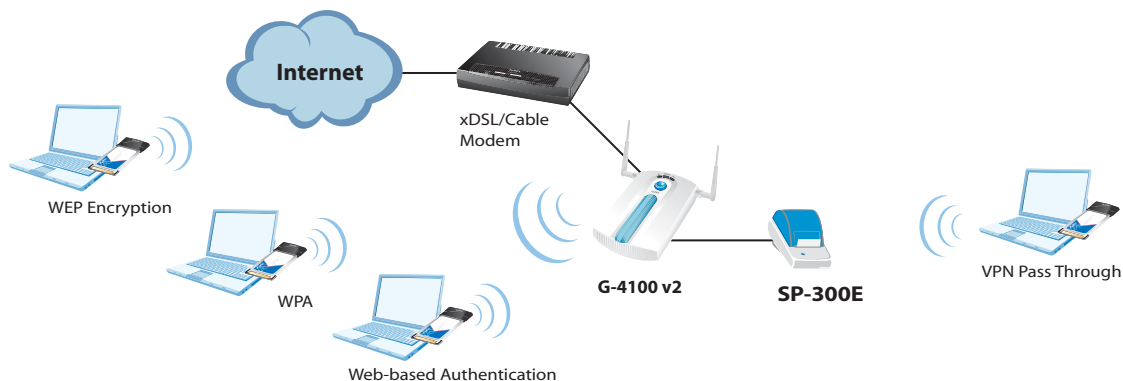 Internet
xDSL/Cable
Modem
WEP Encryption
WPA
Web-based Authentication
G-4100 v2
SP-300E
VPN Pass Through